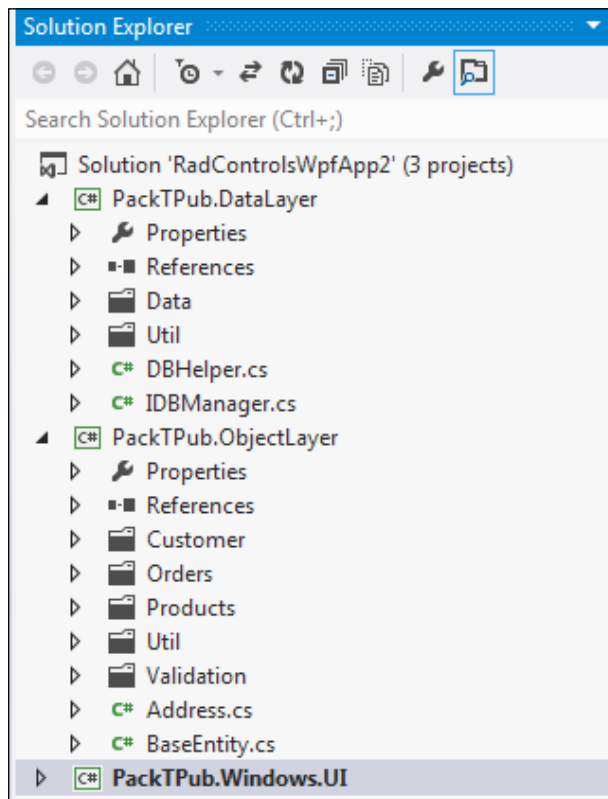 Solution Explorer
Search Solution Explorer (Ctrl+;)
Solution 'RadControlsWpfApp2' (3 projects)
C# PackTPub.DataLayer
Properties
References
Data
Util
C# DBHelper.cs
C# IDBManager.cs
C# PackTPub.ObjectLayer
Properties
References
Customer
Orders
Products
Util
Validation
C# Address.cs
C# BaseEntity.cs
C# PackTPub.Windows.UI